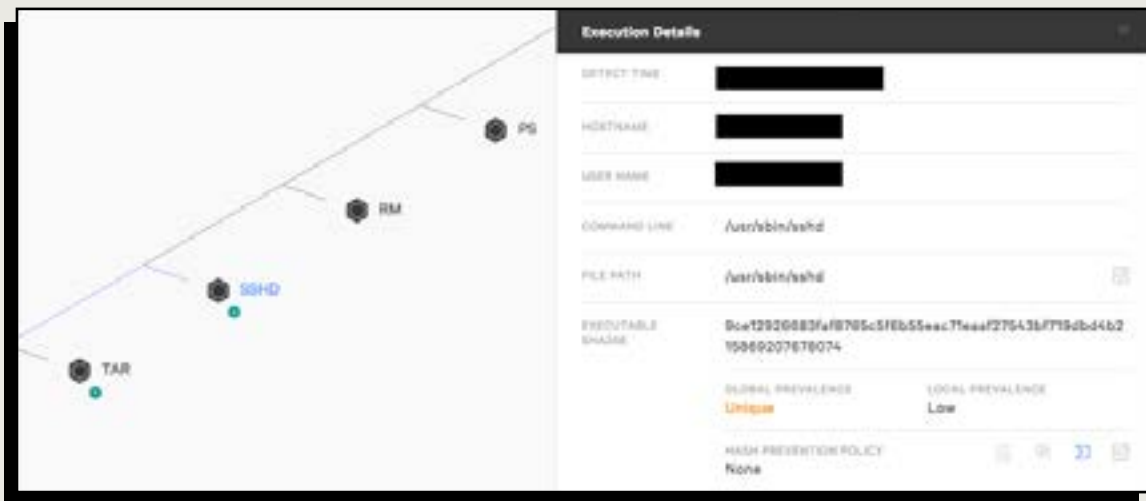 Execution Details
DETECT TIME
PS
HOSTNAME
USER NAME
RM
COMMAND LINE
/usr/sbin/sshd
FILE PATH
/usr/sbin/sshd
SSHD
EXECUTABLE
SHA256
TAR
GLOBAL PREVALENCE
LOCAL PREVALENCE
Unique
Low
HASH PREVENTION POLICY
None